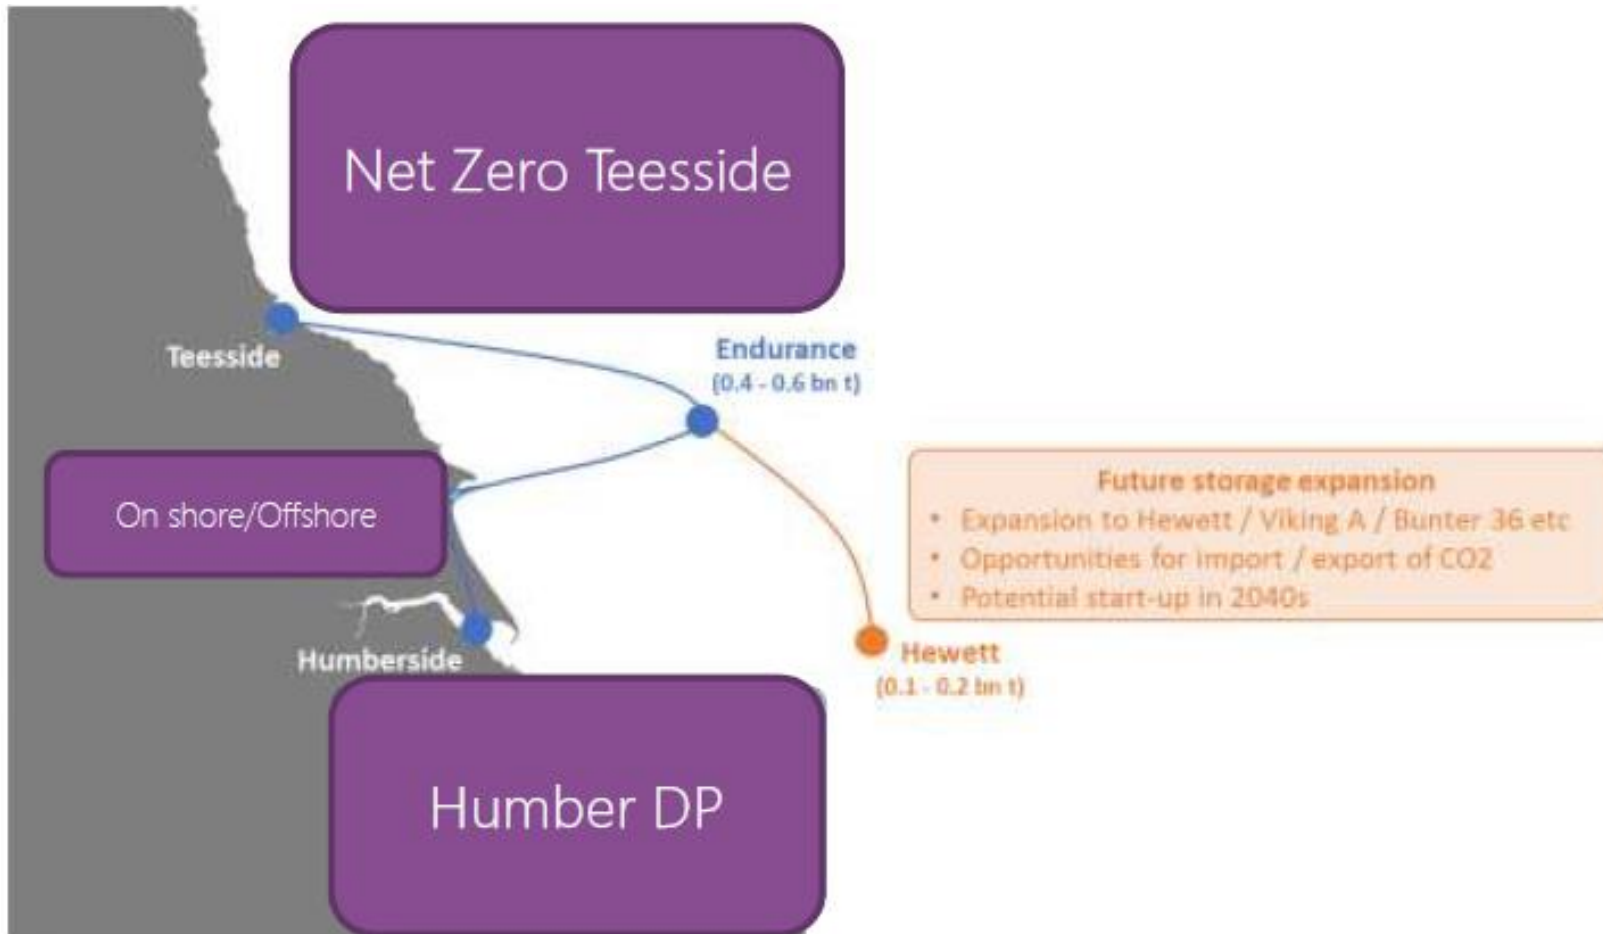 Net Zero Teesside
Teesside
Endurance
(0.4 - 0.6 bn t)
On shore/Offshore
Future storage expansion
• Expansion to Hewett / Viking A / Bunter 36 etc
• Opportunities for import / export of CO2
• Potential start-up in 2040s
Humberside
Hewett
(0.1 - 0.2 bn t)
Humber DP